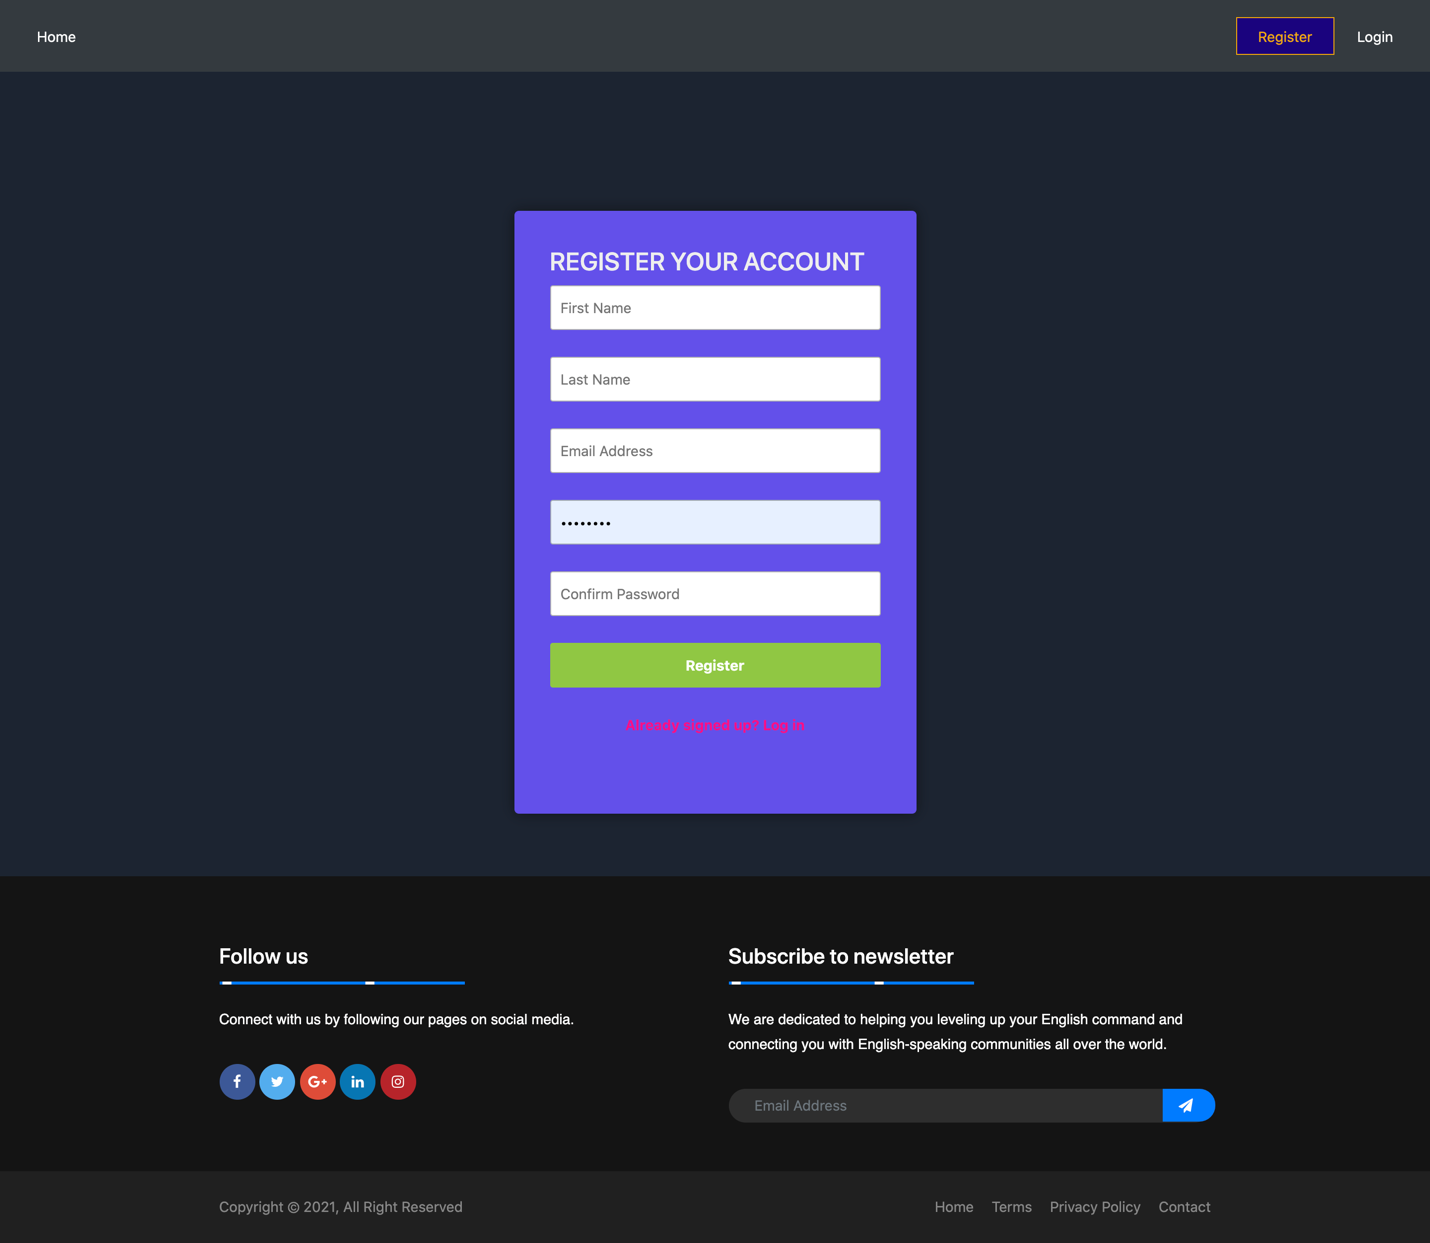 Home
Register
Login
REGISTER YOUR ACCOUNT
First Name
Last Name
Email Address
••••••••
Confirm Password
Register
Already signed up? Log in
Follow us
Connect with us by following our pages on social media.
Subscribe to newsletter
We are dedicated to helping you leveling up your English command and
connecting you with English-speaking communities all over the world.
Email Address
Copyright © 2021, All Right Reserved
Home
Terms
Privacy Policy
Contact